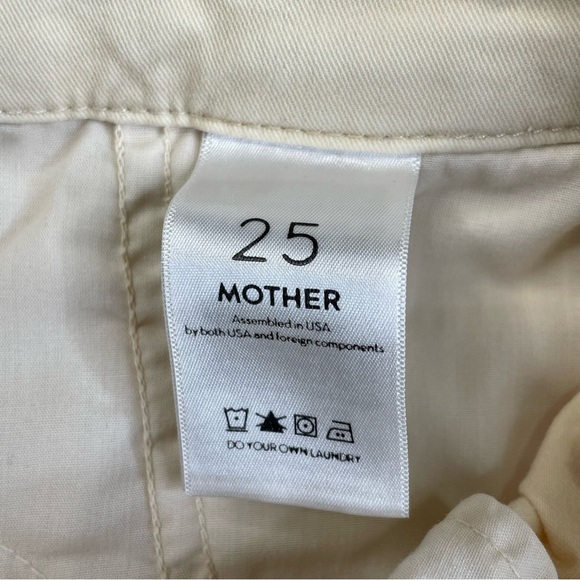 25
MOTHER
Assembled in USA
by both USA and foreign components
DO YOUR OWN LAUNDRY